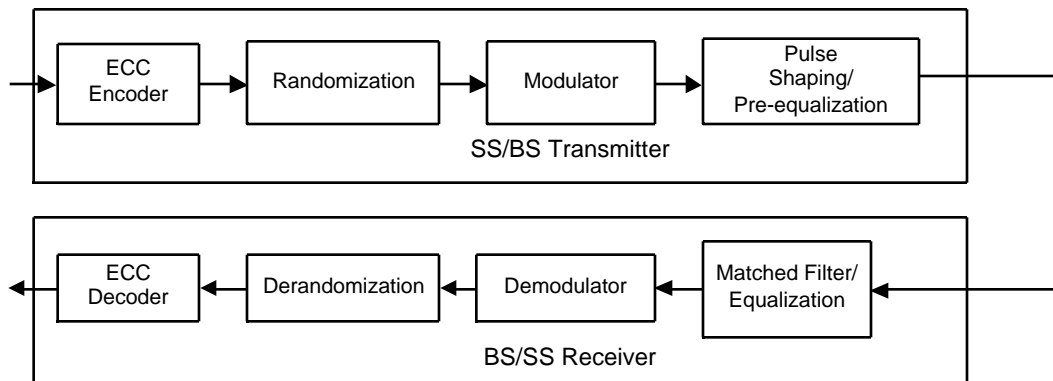 ECC
Encoder
Randomization
Modulator
Pulse
Shaping/
Pre-equalization
SS/BS Transmitter
ECC
Decoder
Derandomization
Demodulator
Matched Filter/
Equalization
BS/SS Receiver